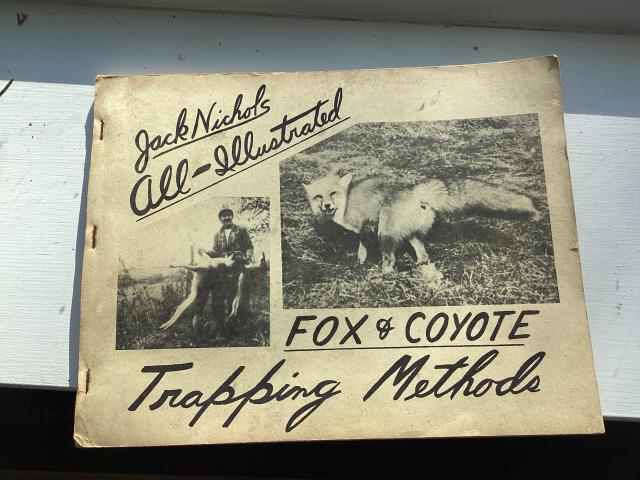 Jack Nichols
All-Illustrated
FOX & COYOTE
Trapping Methods